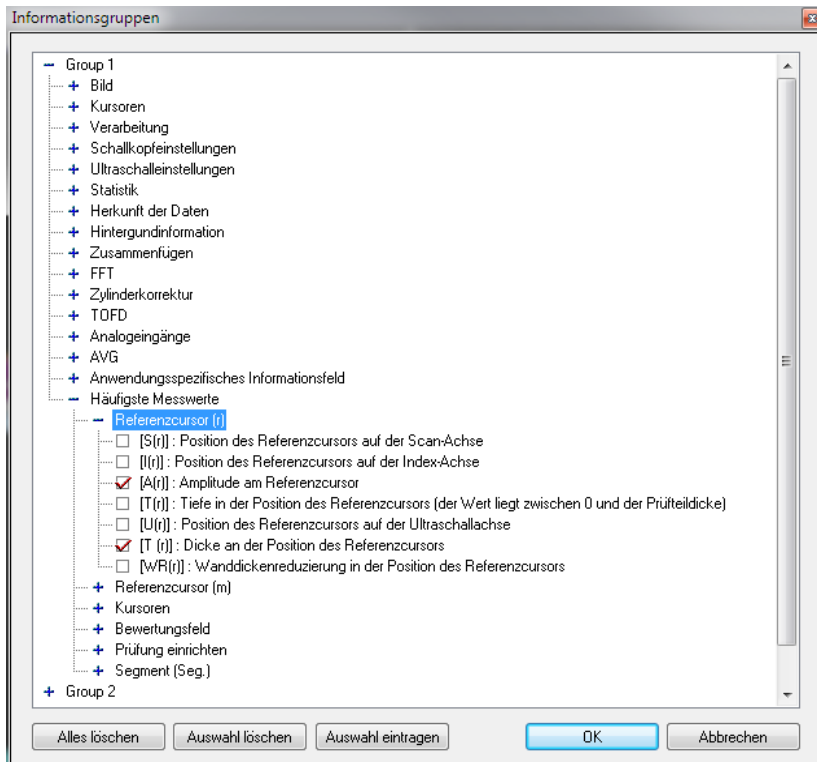 Informationsgruppen
Group 1
Bild
Kursoren
Verarbeitung
Schallkopfeinstellungen
Ultraschalleinstellungen
Statistik
Herkunft der Daten
Hintergundinformation
Zusammenfügen
FFT
Zylinderkorrektur
TOFD
Analogeingänge
AVG
Anwendungsspezifisches Informationsfeld
Häufigste Messwerte
Referenzcursor (r)
[S(r)] : Position des Referenzcursors auf der Scan-Achse
[I(r)] : Position des Referenzcursors auf der Index-Achse
[A(r)] : Amplitude am Referenzcursor
[T(r)] : Tiefe in der Position des Referenzcursors (der Wert liegt zwischen 0 und der Prüfteildicke)
[U(r)] : Position des Referenzcursors auf der Ultraschallachse
[T (r)] : Dicke an der Position des Referenzcursors
[WR(r)] : Wanddickenreduzierung in der Position des Referenzcursors
Referenzcursor (m)
Kursoren
Bewertungsfeld
Prüfung einrichten
Segment (Seg.)
Group 2
Alles löschen Auswahl löschen Auswahl eintragen OK Abbrechen